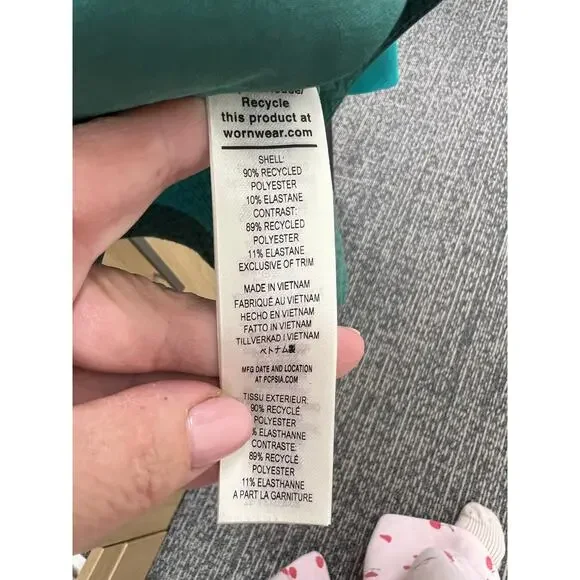 Recycle
this product at
wornwear.com
SHELL:
90% RECYCLED
POLYESTER
10% ELASTANE
CONTRAST:
89% RECYCLED
POLYESTER
11% ELASTANE
EXCLUSIVE OF TRIM
MADE IN VIETNAM
FABRIQUÉ AU VIETNAM
HECHO EN VIETNAM
FATTO IN VIETNAM
TILLVERKAD I VIETNAM
ベトナム製
MFG DATE AND LOCATION
AT PCPSIA.COM
TISSU EXTERIEUR:
90% RECYCLÉ
POLYESTER
% ELASTHANNE
CONTRASTE:
89% RECYCLÉ
POLYESTER
11% ELASTHANNE
A PART LA GARNITURE